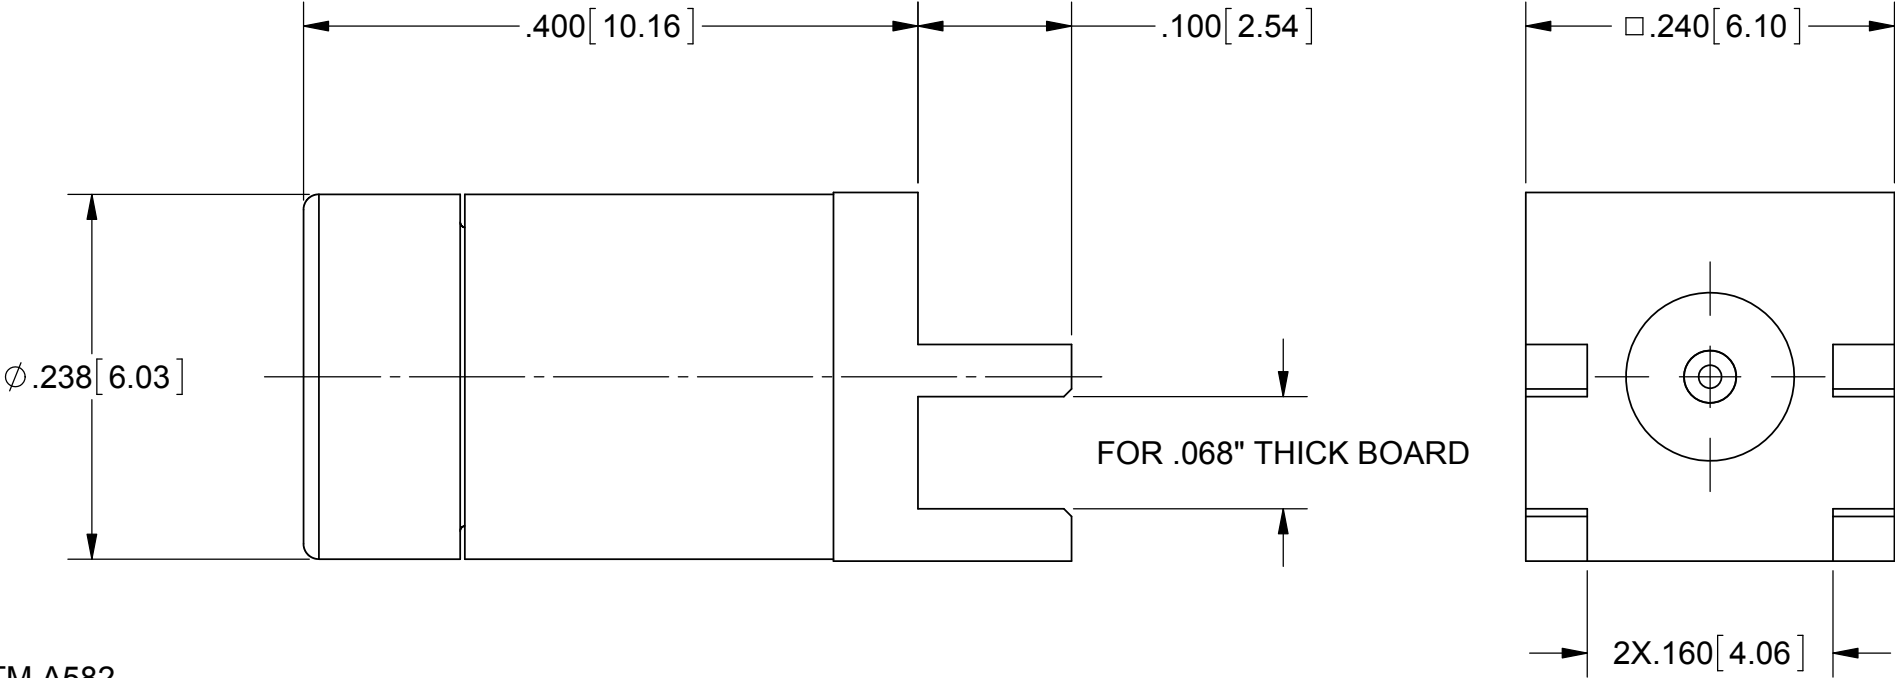 .400[10.16]
.100[2.54]
□.240[6.10]
∅.238[6.03]
FOR .068" THICK BOARD
2X.160[4.06]